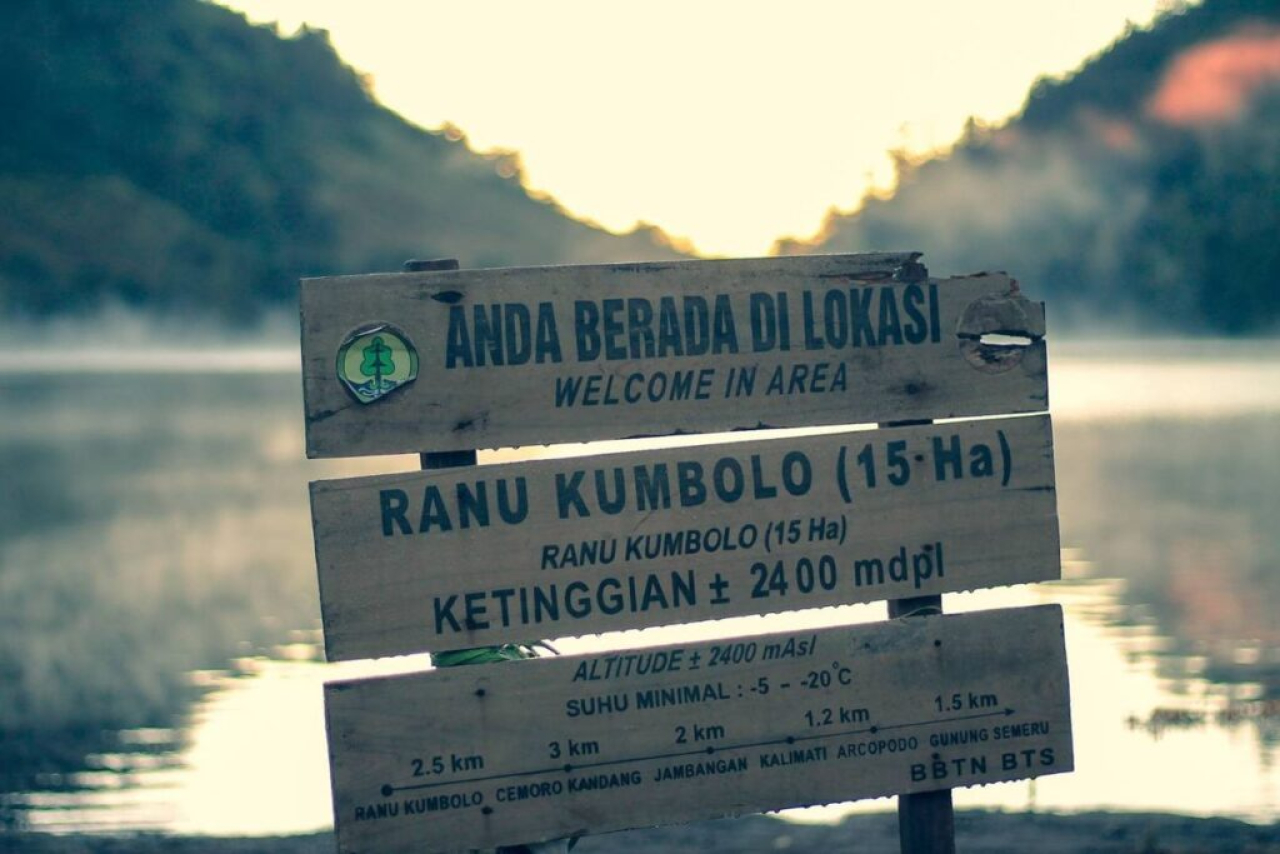 ANDA BERADA DI LOKASI
WELCOME IN AREA
RANU KUMBOLO (15 Ha)
RANU KUMBOLO (15 Ha)
KETINGGIAN ± 2400 mdpl
ALTITUDE ± 2400 mAsl
SUHU MINIMAL : -5 - -20°C
2.5 km 3 km 2 km 1.2 km 1.5 km
RANU KUMBOLO CEMORO KANDANG JAMBANGAN KALIMATI ARCOPODO GUNUNG SEMERU
BBTN BTS